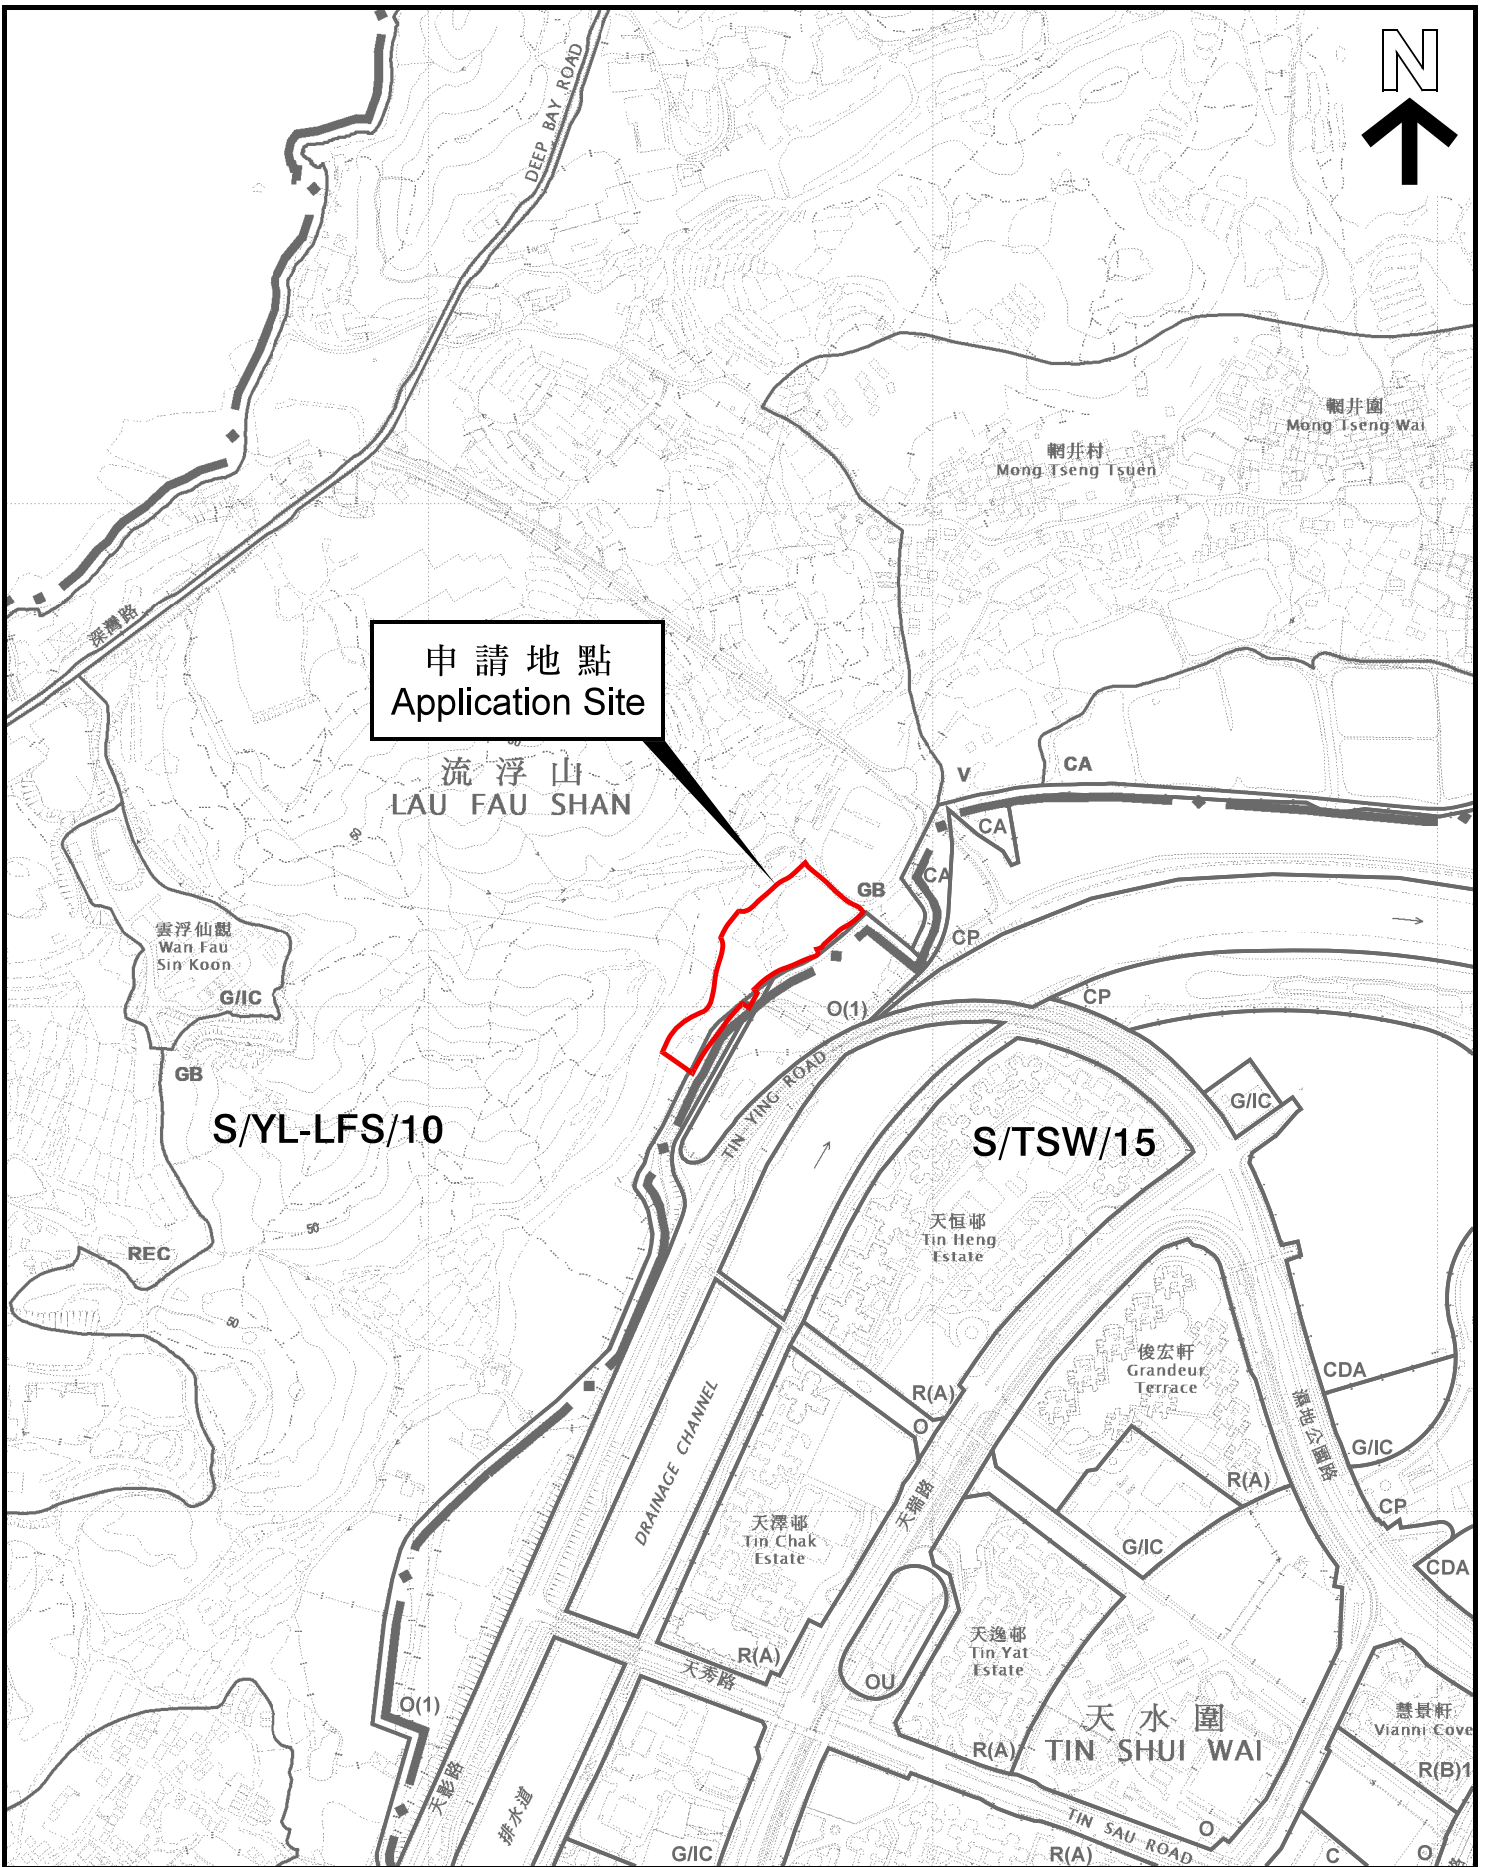 N
DEEP BAY ROAD
輞井圍
Mong Tseng Wai
輞井村
Mong Tseng Tsuen
深灣路
申請地點
Application Site
50
流浮山
LAU FAU SHAN
50
V
CA
CA
CA
GB
CP
CP
O(1)
雲浮仙觀
Wan Fau
Sin Koon
G/IC
GB
TIN YING ROAD
G/IC
S/YL-LFS/10
S/TSW/15
50
REC
50
天恒邨
Tin Heng
Estate
俊宏軒
Grandeur
Terrace
CDA
濕地公園路
R(A)
O
G/IC
R(A)
CP
DRAINAGE CHANNEL
天瑞路
天澤邨
Tin Chak
Estate
G/IC
CDA
天逸邨
Tin Yat
Estate
R(A)
天秀路
OU
O(1)
天水圍
TIN SHUI WAI
R(A)
慧景軒
Vianni Cove
R(B)1
天影路
排水道
TIN SAU ROAD
O
G/IC
R(A)
C
O